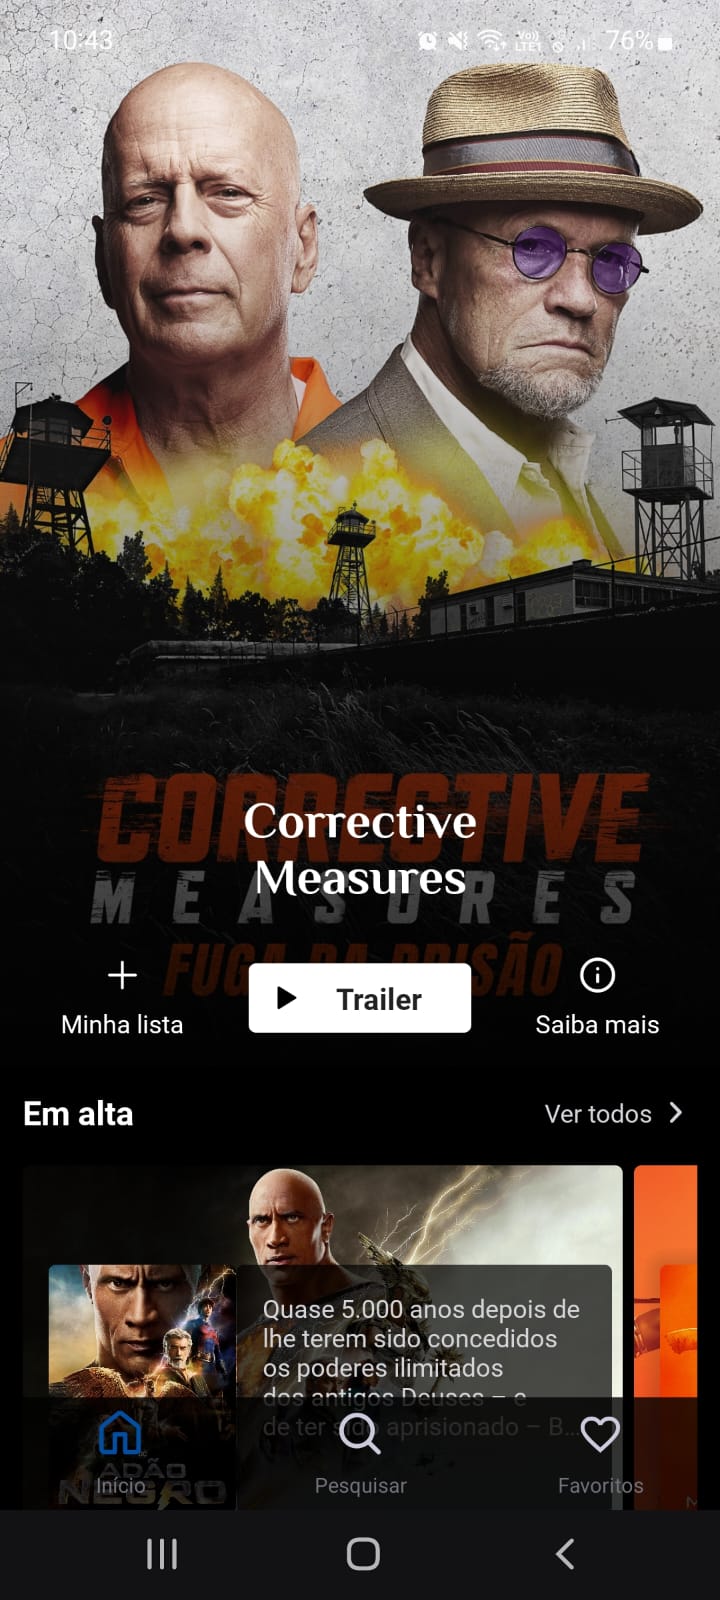 10:43
Vo))
LTE1
76%
CORRECTIVE
Corrective
MEASURES
Measures
FUGA DA PRISÃO
Minha lista
Trailer
Saiba mais
Em alta
Ver todos
Quase 5.000 anos depois de
lhe terem sido concedidos
os poderes ilimitados
dos antigos Deuses – e
de ter sido aprisionado – B...
ADÃO
NEGRO
Início
Pesquisar
Favoritos